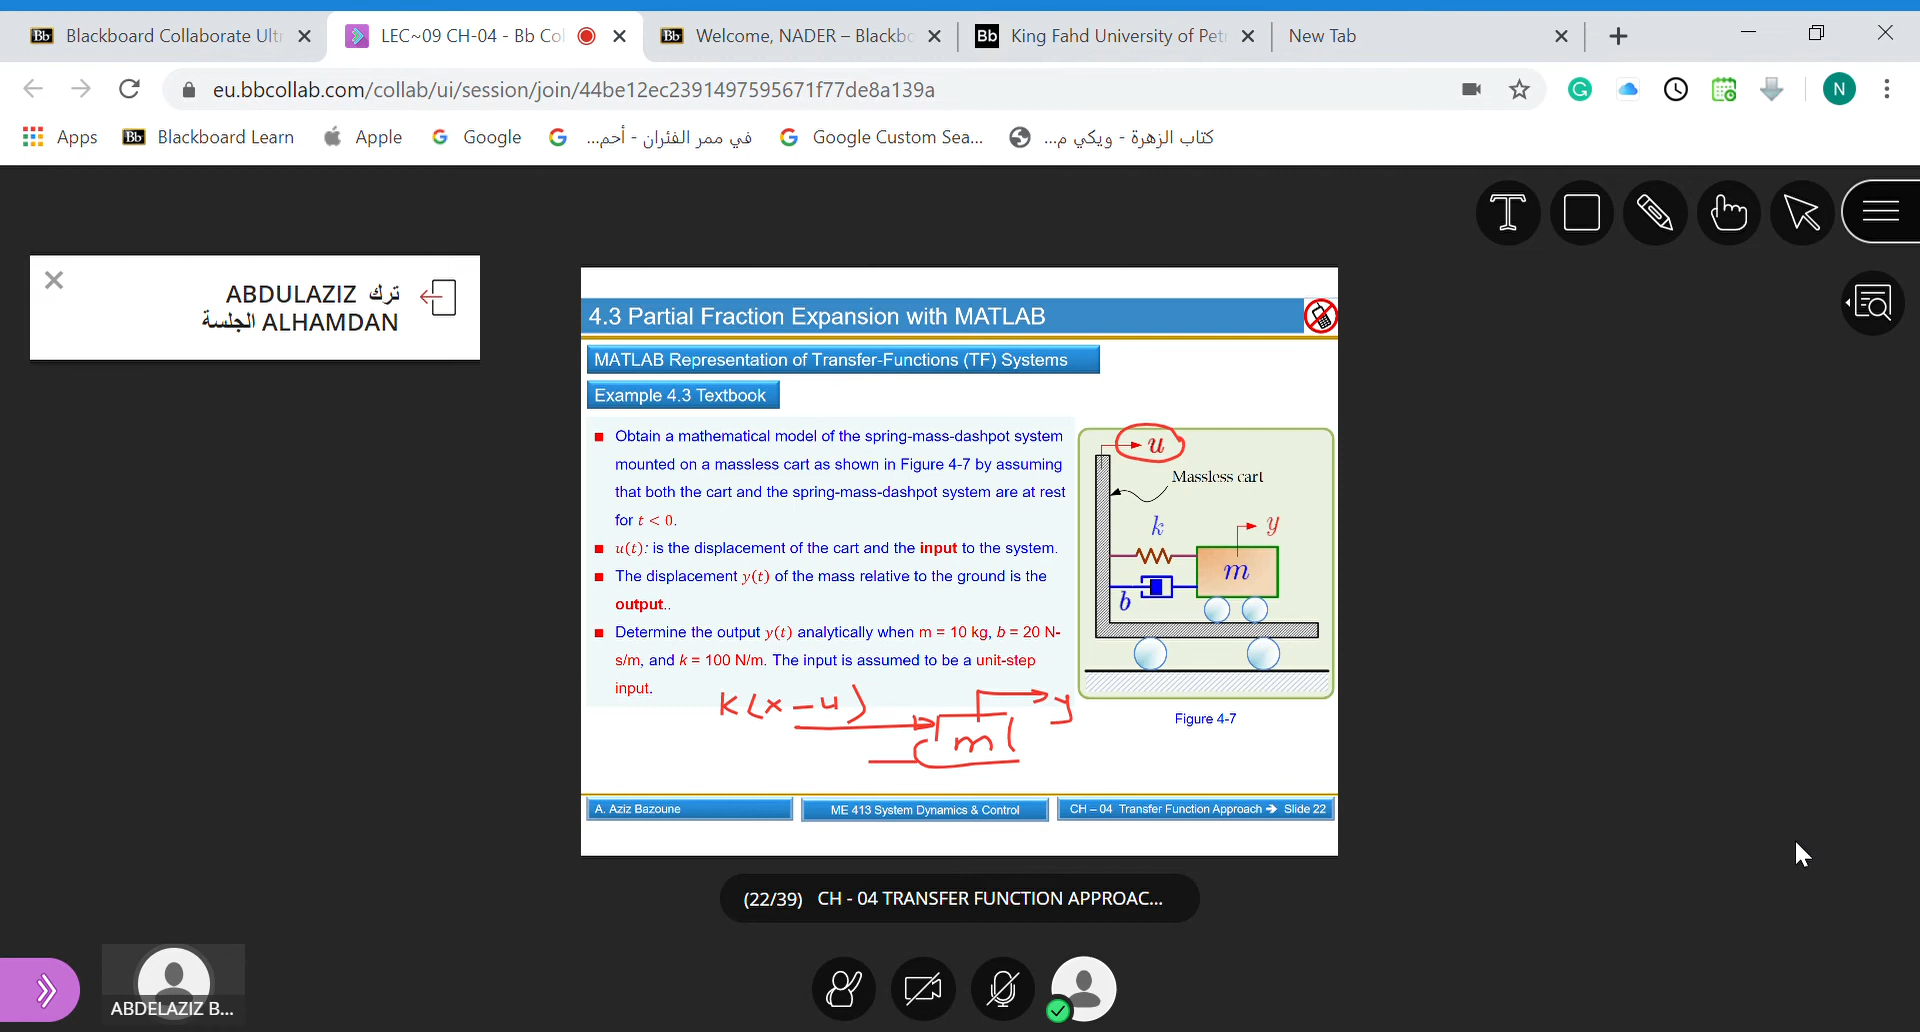 Blackboard Collaborate Ult
LEC~09 CH-04 - Bb Col
Welcome, NADER – Blackbo
King Fahd University of Pet
New Tab
eu.bbcollab.com/collab/ui/session/join/44be12ec2391497595671f77de8a139a
N
Apps
Bb Blackboard Learn
Apple
Google
في ممر الفئران - أحم...
Google Custom Sea...
كتاب الزهرة - ويكي م...
ترك ABDULAZIZ
ALHAMDAN الجلسة
4.3 Partial Fraction Expansion with MATLAB
MATLAB Representation of Transfer-Functions (TF) Systems
Example 4.3 Textbook
Obtain a mathematical model of the spring-mass-dashpot system
mounted on a massless cart as shown in Figure 4-7 by assuming
that both the cart and the spring-mass-dashpot system are at rest
for t < 0.
u(t): is the displacement of the cart and the input to the system.
The displacement y(t) of the mass relative to the ground is the
output..
Determine the output y(t) analytically when m = 10 kg, b = 20 N-
s/m, and k = 100 N/m. The input is assumed to be a unit-step
input.
u
Massless cart
k
y
m
b
Figure 4-7
K(x-u)
y
m
A. Aziz Bazoune
ME 413 System Dynamics & Control
CH – 04 Transfer Function Approach ➔ Slide 22
(22/39) CH - 04 TRANSFER FUNCTION APPROAC...
ABDELAZIZ B...